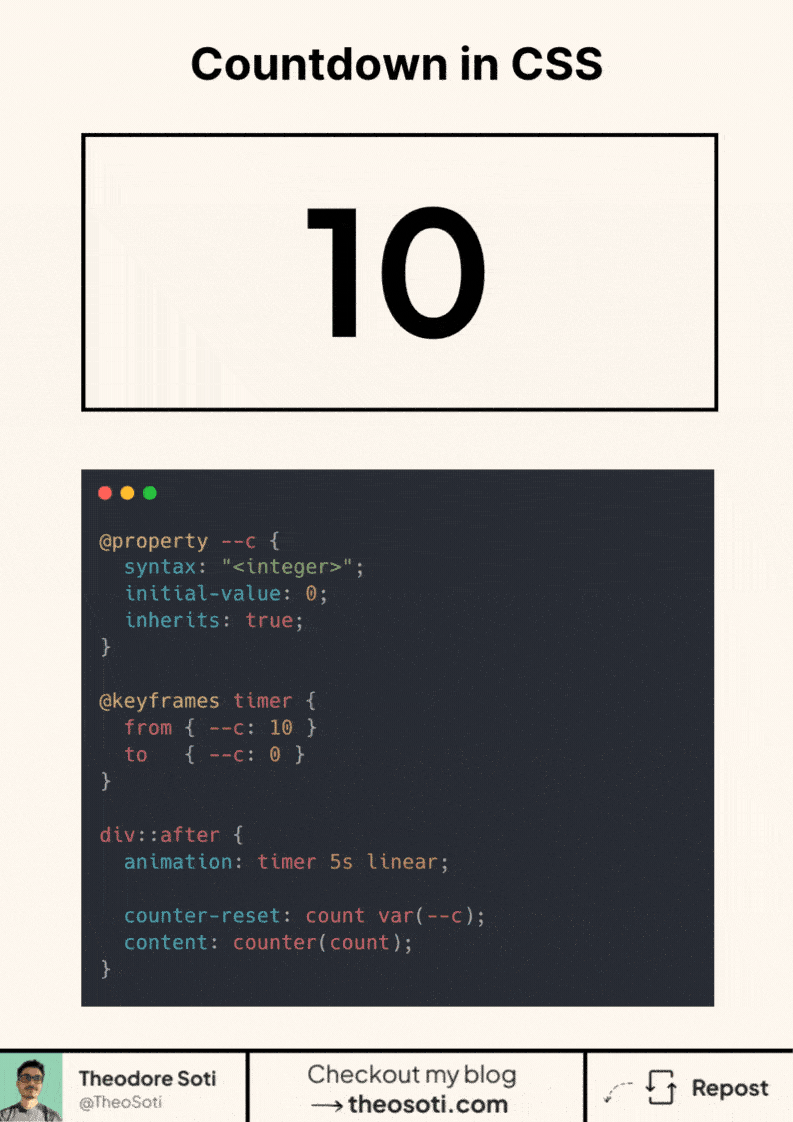 Countdown in CSS
10
@property --c {
  syntax: "<integer>";
  initial-value: 0;
  inherits: true;
}

@keyframes timer {
  from { --c: 10 }
  to   { --c: 0 }
}

div::after {
  animation: timer 5s linear;

  counter-reset: count var(--c);
  content: counter(count);
}
Theodore Soti
@TheoSoti
Checkout my blog
→ theosoti.com
Repost